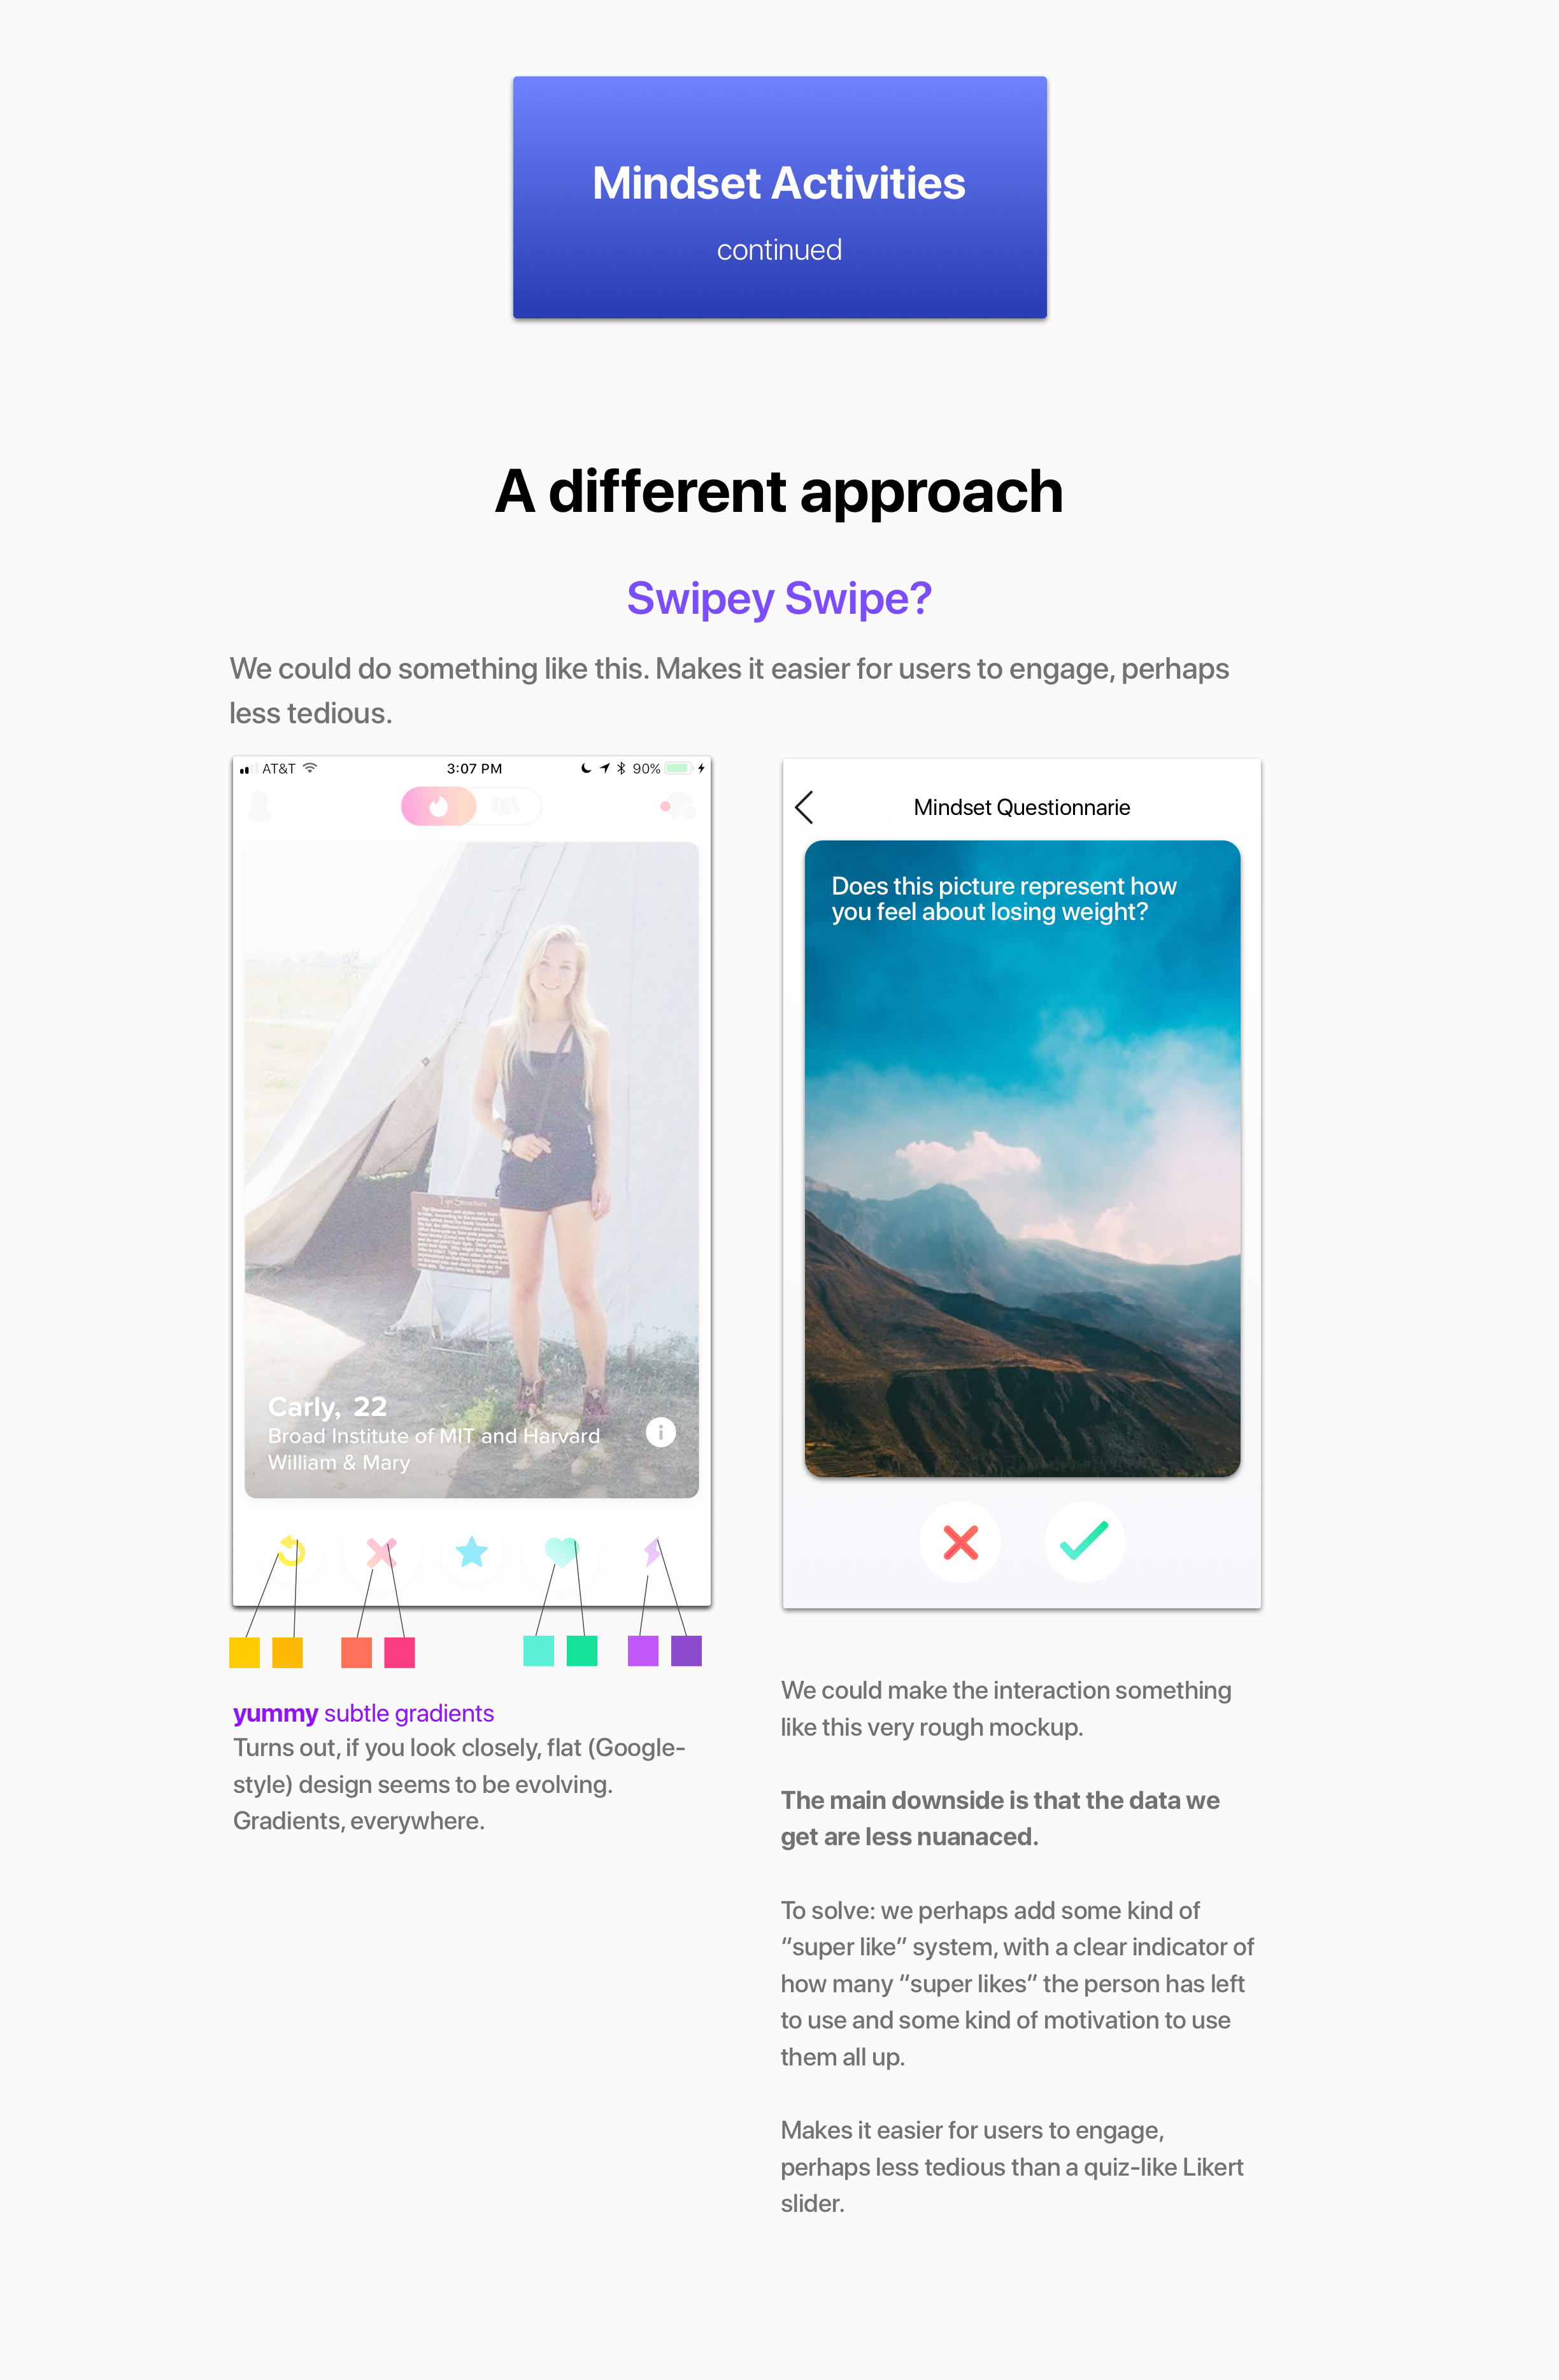 Mindset Activities
continued
A different approach
Swipey Swipe?
We could do something like this. Makes it easier for users to engage, perhaps
less tedious.
AT&T
3:07 PM
90%
Carly, 22
Broad Institute of MIT and Harvard
William & Mary
yummy subtle gradients
Turns out, if you look closely, flat (Google-
style) design seems to be evolving.
Gradients, everywhere.
Mindset Questionnarie
Does this picture represent how
you feel about losing weight?
We could make the interaction something
like this very rough mockup.
The main downside is that the data we
get are less nuanaced.
To solve: we perhaps add some kind of
“super like” system, with a clear indicator of
how many “super likes” the person has left
to use and some kind of motivation to use
them all up.
Makes it easier for users to engage,
perhaps less tedious than a quiz-like Likert
slider.